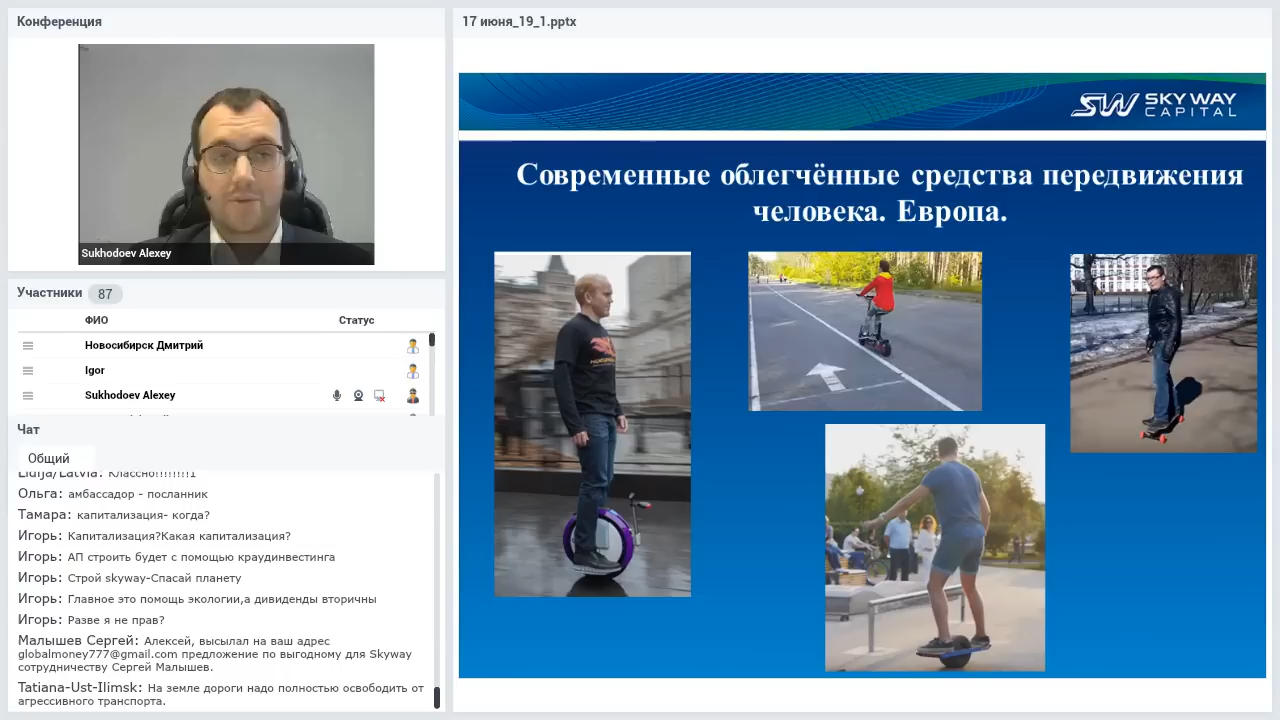 Конференция
Sukhodoev Alexey
Участники 87
ФИО Статус
Новосибирск Дмитрий
Igor
Sukhodoev Alexey
Чат
Общий
Lidija/Latvia: Классно!!!!!!!!1
Ольга: амбассадор - посланник
Тамара: капитализация- когда?
Игорь: Капитализация?Какая капитализация?
Игорь: АП строить будет с помощью краудинвестинга
Игорь: Строй skyway-Спасай планету
Игорь: Главное это помощь экологии,а дивиденды вторичны
Игорь: Разве я не прав?
Малышев Сергей: Алексей, высылал на ваш адрес
globalmoney777@gmail.com предложение по выгодному для Skyway
сотрудничеству Сергей Малышев.
Tatiana-Ust-Ilimsk: На земле дороги надо полностью освободить от
агрессивного транспорта.
17 июня_19_1.pptx
SW SKY WAY
CAPITAL
Современные облегчённые средства передвижения
человека. Европа.